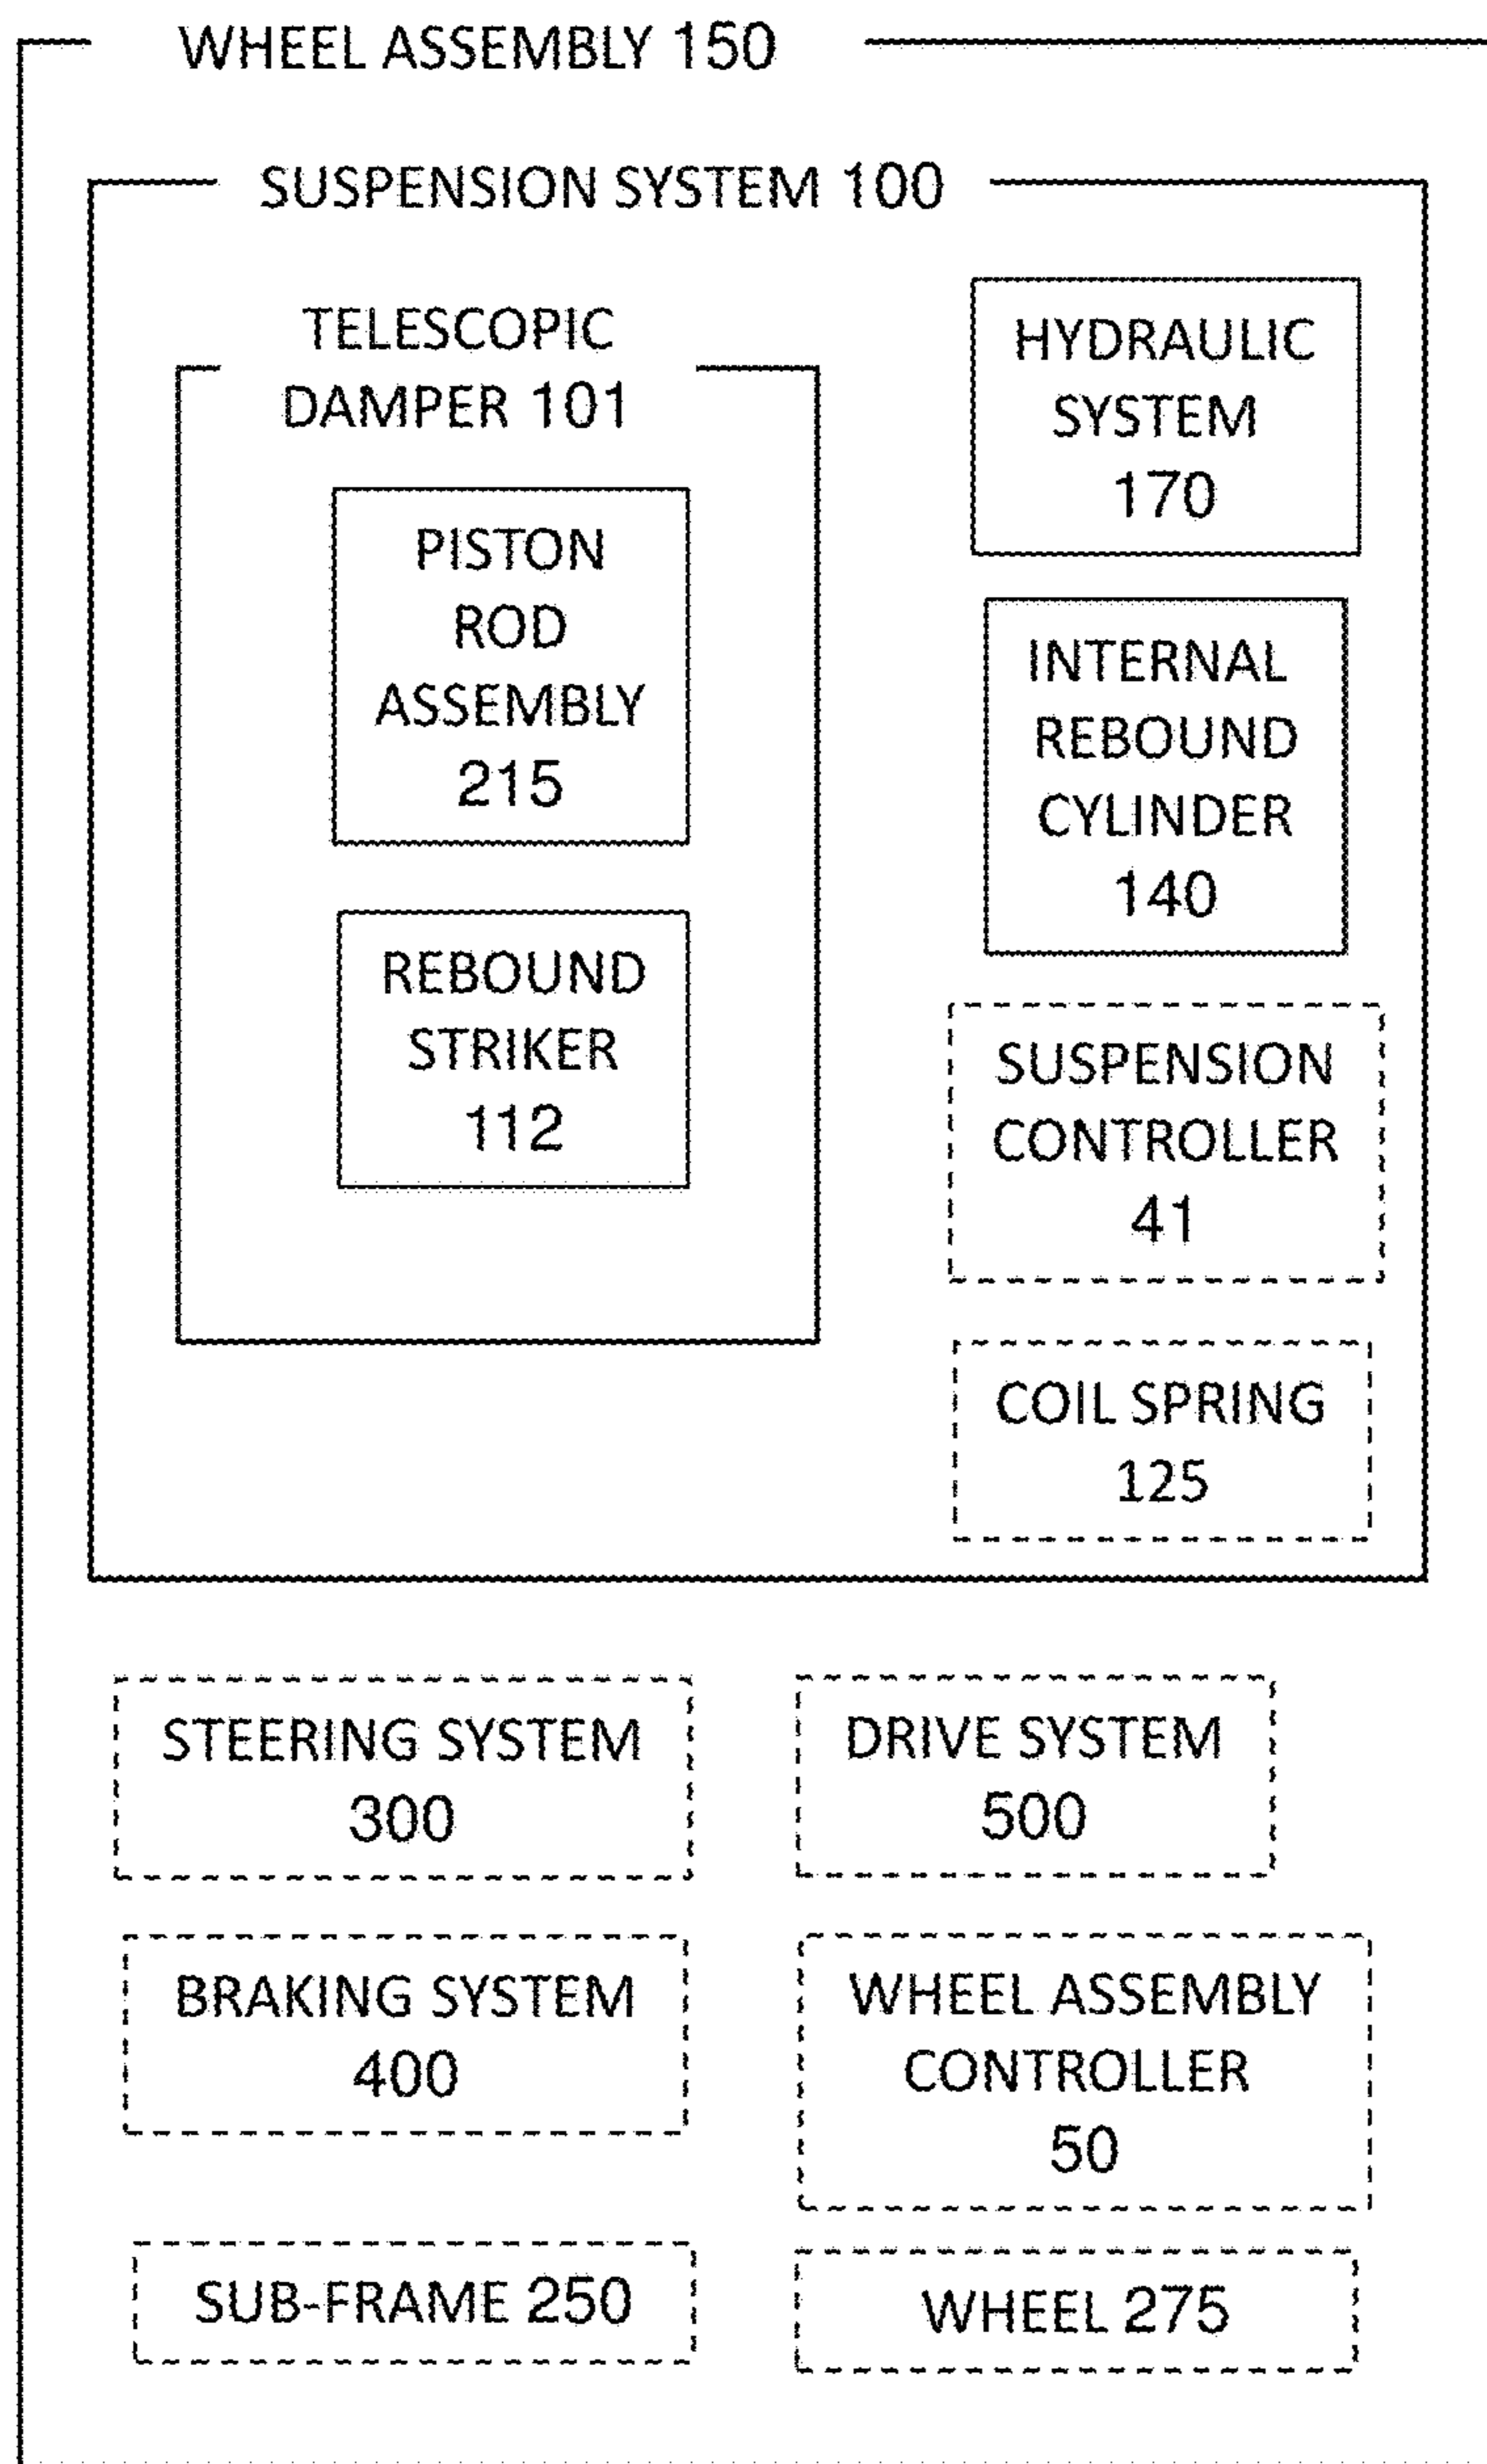 WHEEL ASSEMBLY 150
SUSPENSION SYSTEM 100
TELESCOPIC
DAMPER 101
PISTON
ROD
ASSEMBLY
215
REBOUND
STRIKER
112
HYDRAULIC
SYSTEM
170
INTERNAL
REBOUND
CYLINDER
140
SUSPENSION
CONTROLLER
41
COIL SPRING
125
STEERING SYSTEM
300
DRIVE SYSTEM
500
BRAKING SYSTEM
400
WHEEL ASSEMBLY
CONTROLLER
50
SUB-FRAME 250
WHEEL 275